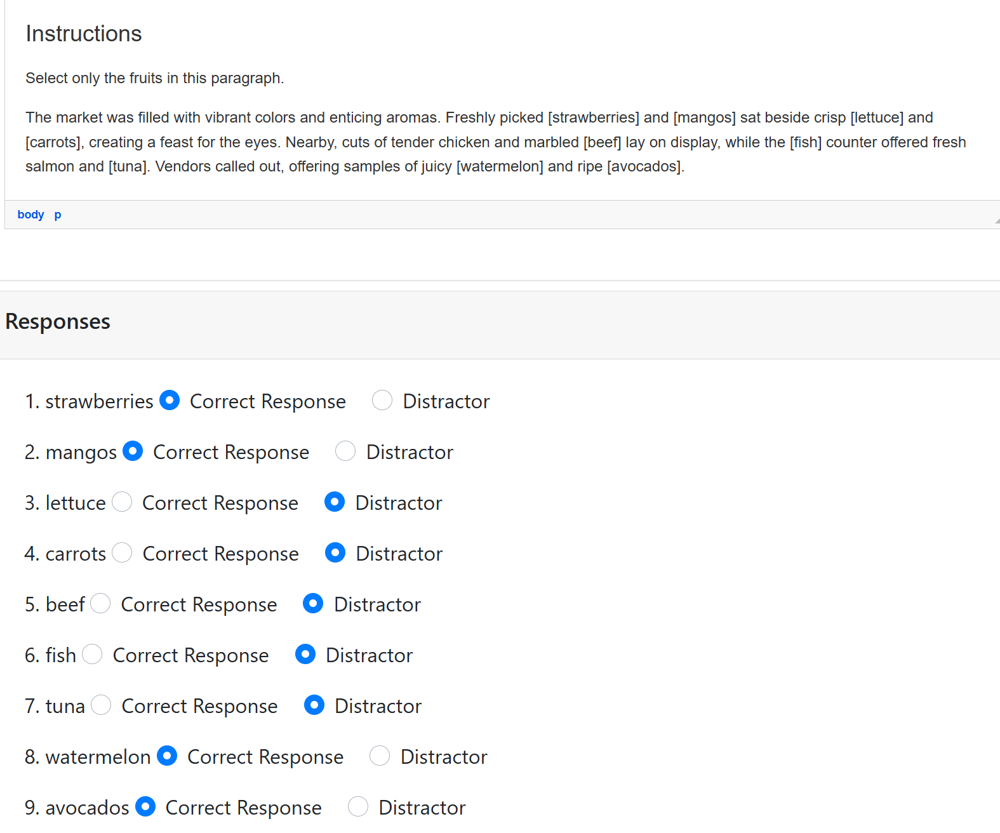 Instructions
Select only the fruits in this paragraph.
The market was filled with vibrant colors and enticing aromas. Freshly picked [strawberries] and [mangos] sat beside crisp [lettuce] and
[carrots], creating a feast for the eyes. Nearby, cuts of tender chicken and marbled [beef] lay on display, while the [fish] counter offered fresh
salmon and [tuna]. Vendors called out, offering samples of juicy [watermelon] and ripe [avocados].
body p
Responses
1. strawberries Correct Response Distractor
2. mangos Correct Response Distractor
3. lettuce Correct Response Distractor
4. carrots Correct Response Distractor
5. beef Correct Response Distractor
6. fish Correct Response Distractor
7. tuna Correct Response Distractor
8. watermelon Correct Response Distractor
9. avocados Correct Response Distractor